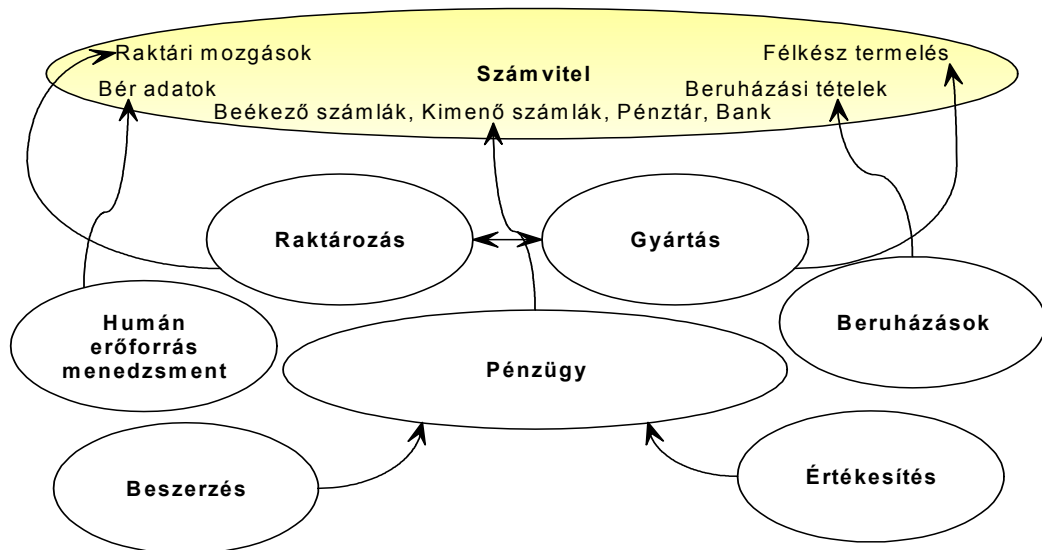 Raktári mozgások
Félkész termelés
Számvitel
Bér adatok
Beruházási tételek
Beékező számlák, Kimenő számlák, Pénztár, Bank
Raktározás
Gyártás
Humán
erőforrás
menedzsment
Beruházások
Pénzügy
Beszerzés
Értékesítés